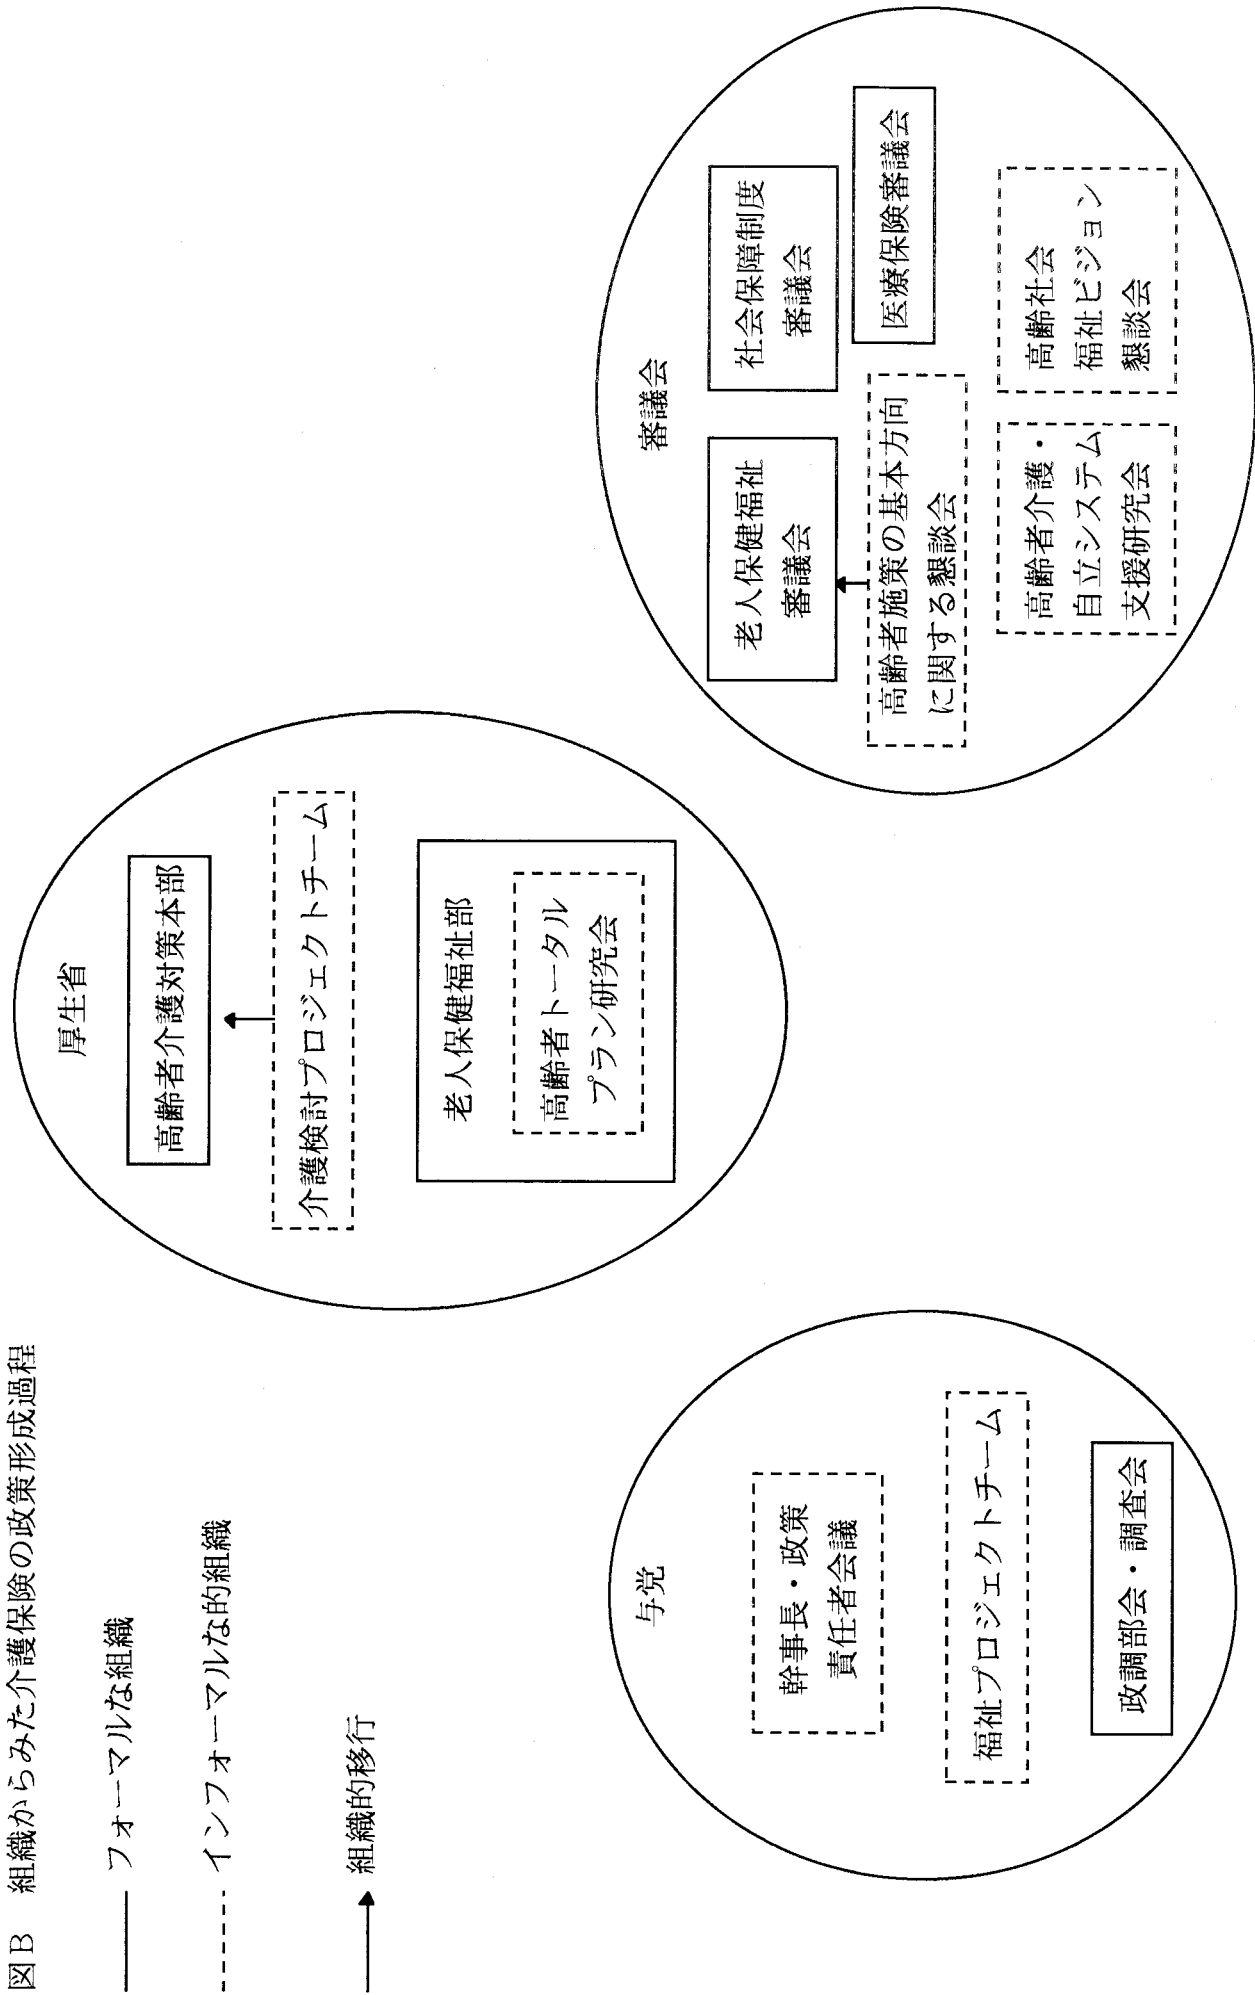 図B 組織からみた介護保険の政策形成過程
フォーマルな組織
インフォーマルな的組織
組織的移行
厚生省
高齢者介護対策本部
介護検討プロジェクトチーム
老人保健福祉部
高齢者トータル
プラン研究会
与党
幹事長・政策
責任者会議
福祉プロジェクトチーム
政調部会・調査会
審議会
老人保健福祉
審議会
社会保障制度
審議会
高齢者施策の基本方向
に関する懇談会
医療保険審議会
高齢者介護・
自立システム
支援研究会
高齢社会
福祉ビジョン
懇談会